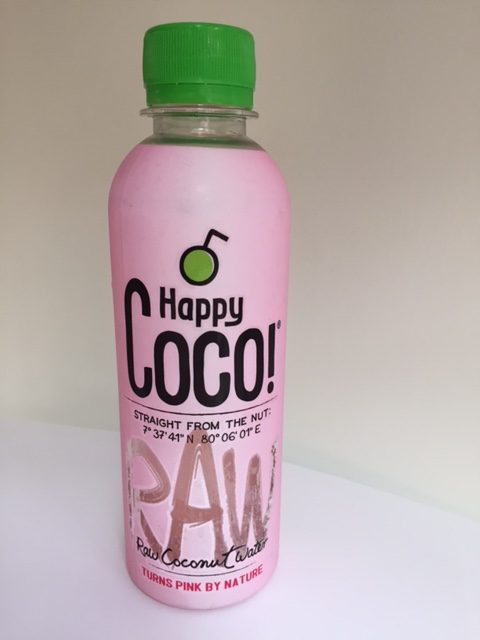 Happy
COCO!®
STRAIGHT FROM THE NUT:
7° 37'41" N 80° 06' 01" E
RAW
Raw Coconut Water
TURNS PINK BY NATURE